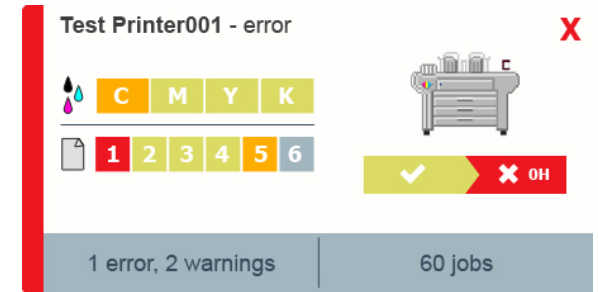 Test Printer001 - error
X
C M Y K
1 2 3 4 5 6
0H
1 error, 2 warnings
60 jobs